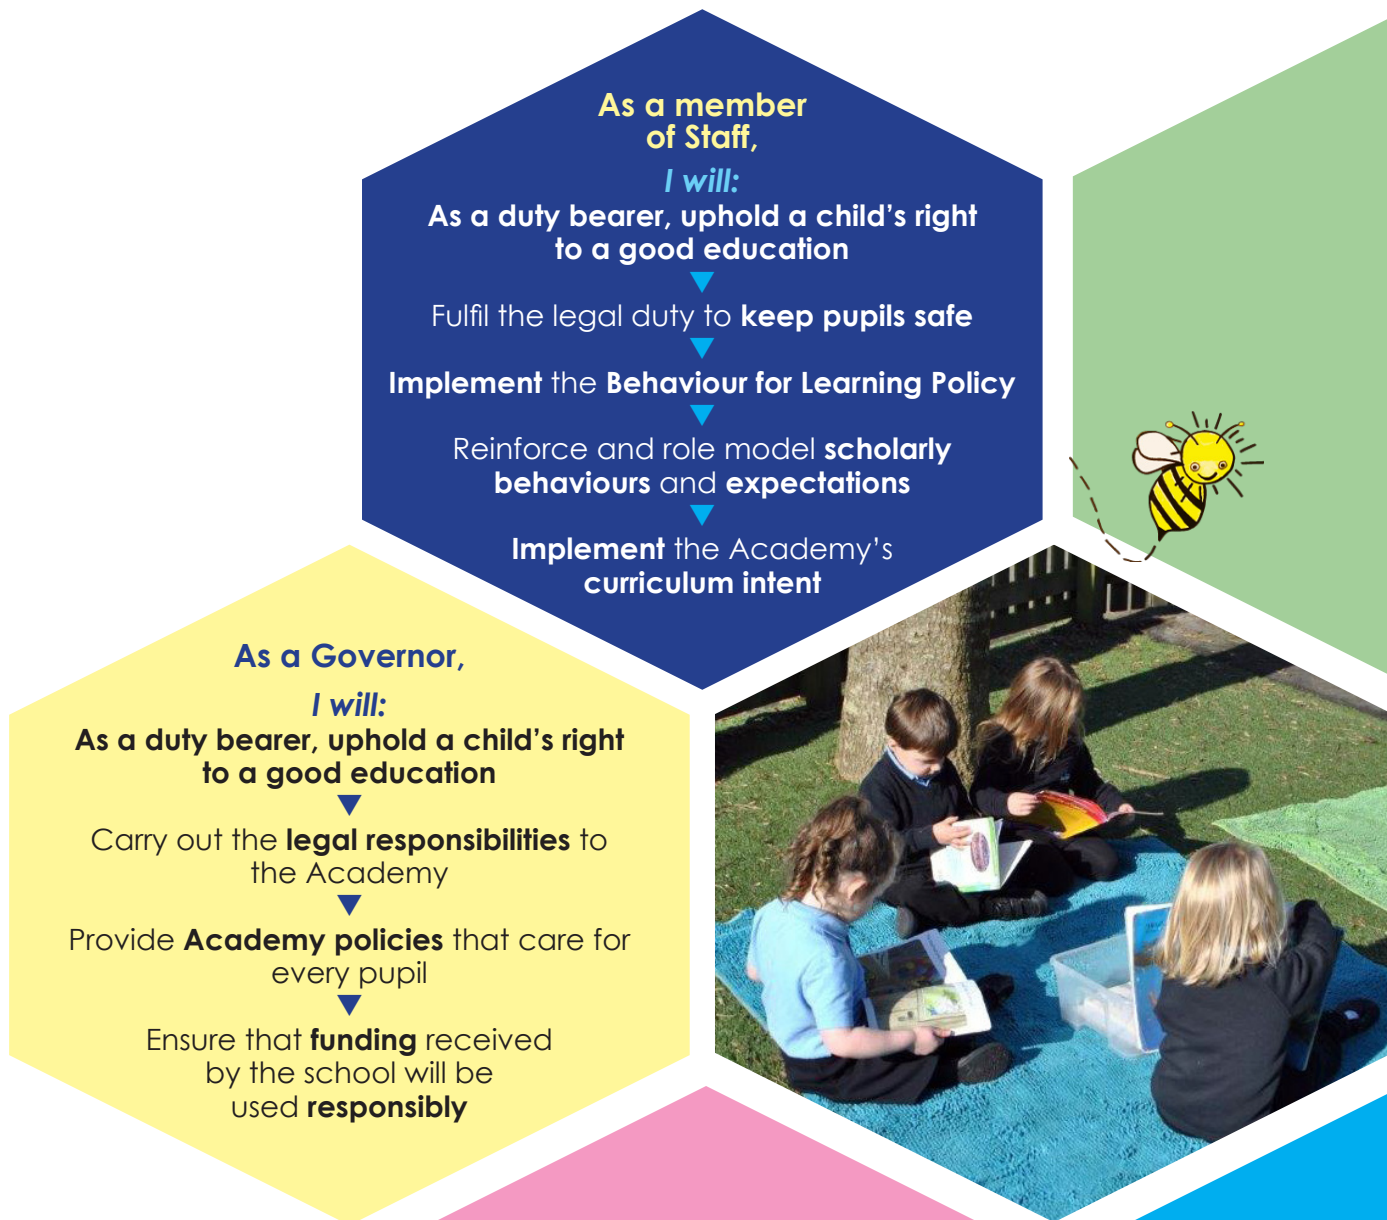 As a member
of Staff,
I will:
As a duty bearer, uphold a child's right
to a good education
Fulfil the legal duty to keep pupils safe
Implement the Behaviour for Learning Policy
Reinforce and role model scholarly
behaviours and expectations
Implement the Academy's
curriculum intent
As a Governor,
I will:
As a duty bearer, uphold a child's right
to a good education
Carry out the legal responsibilities to
the Academy
Provide Academy policies that care for
every pupil
Ensure that funding received
by the school will be
used responsibly